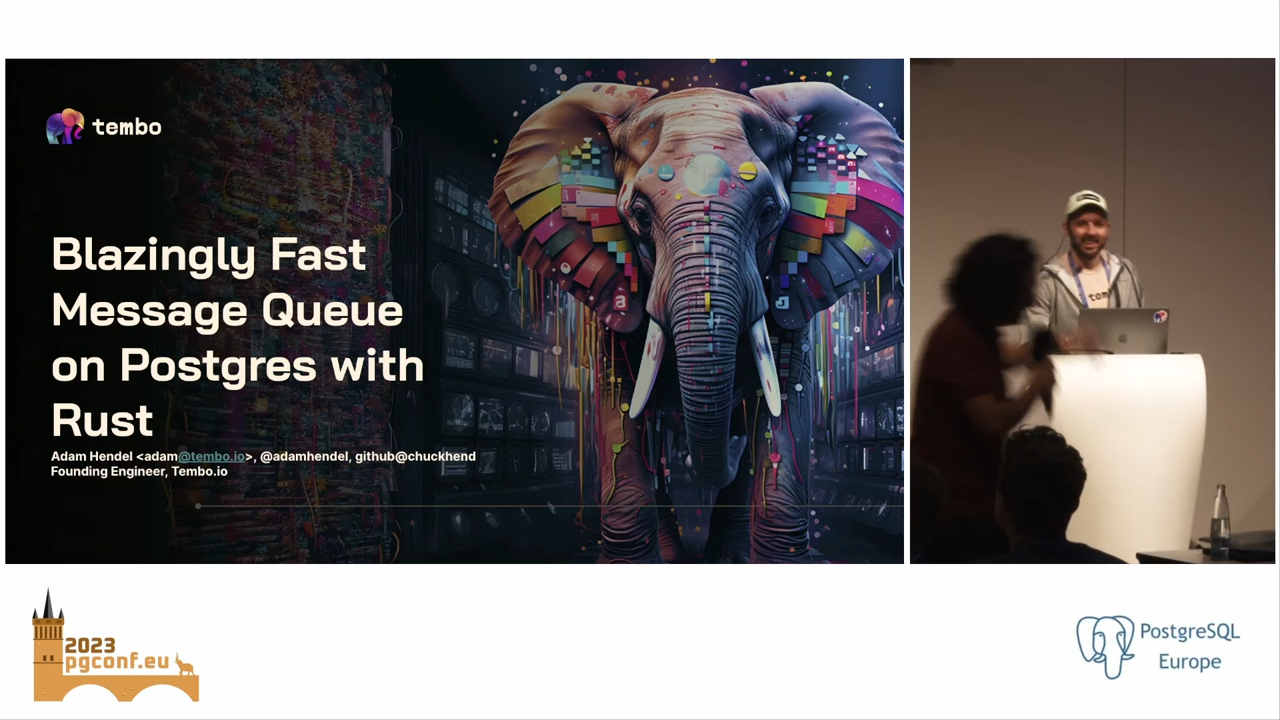 tembo
Blazingly Fast
Message Queue
on Postgres with
Rust
Adam Hendel <adam@tembo.io>, @adamhendel, github@chuckhend
Founding Engineer, Tembo.io
2023
pgconf.eu
PostgreSQL
Europe